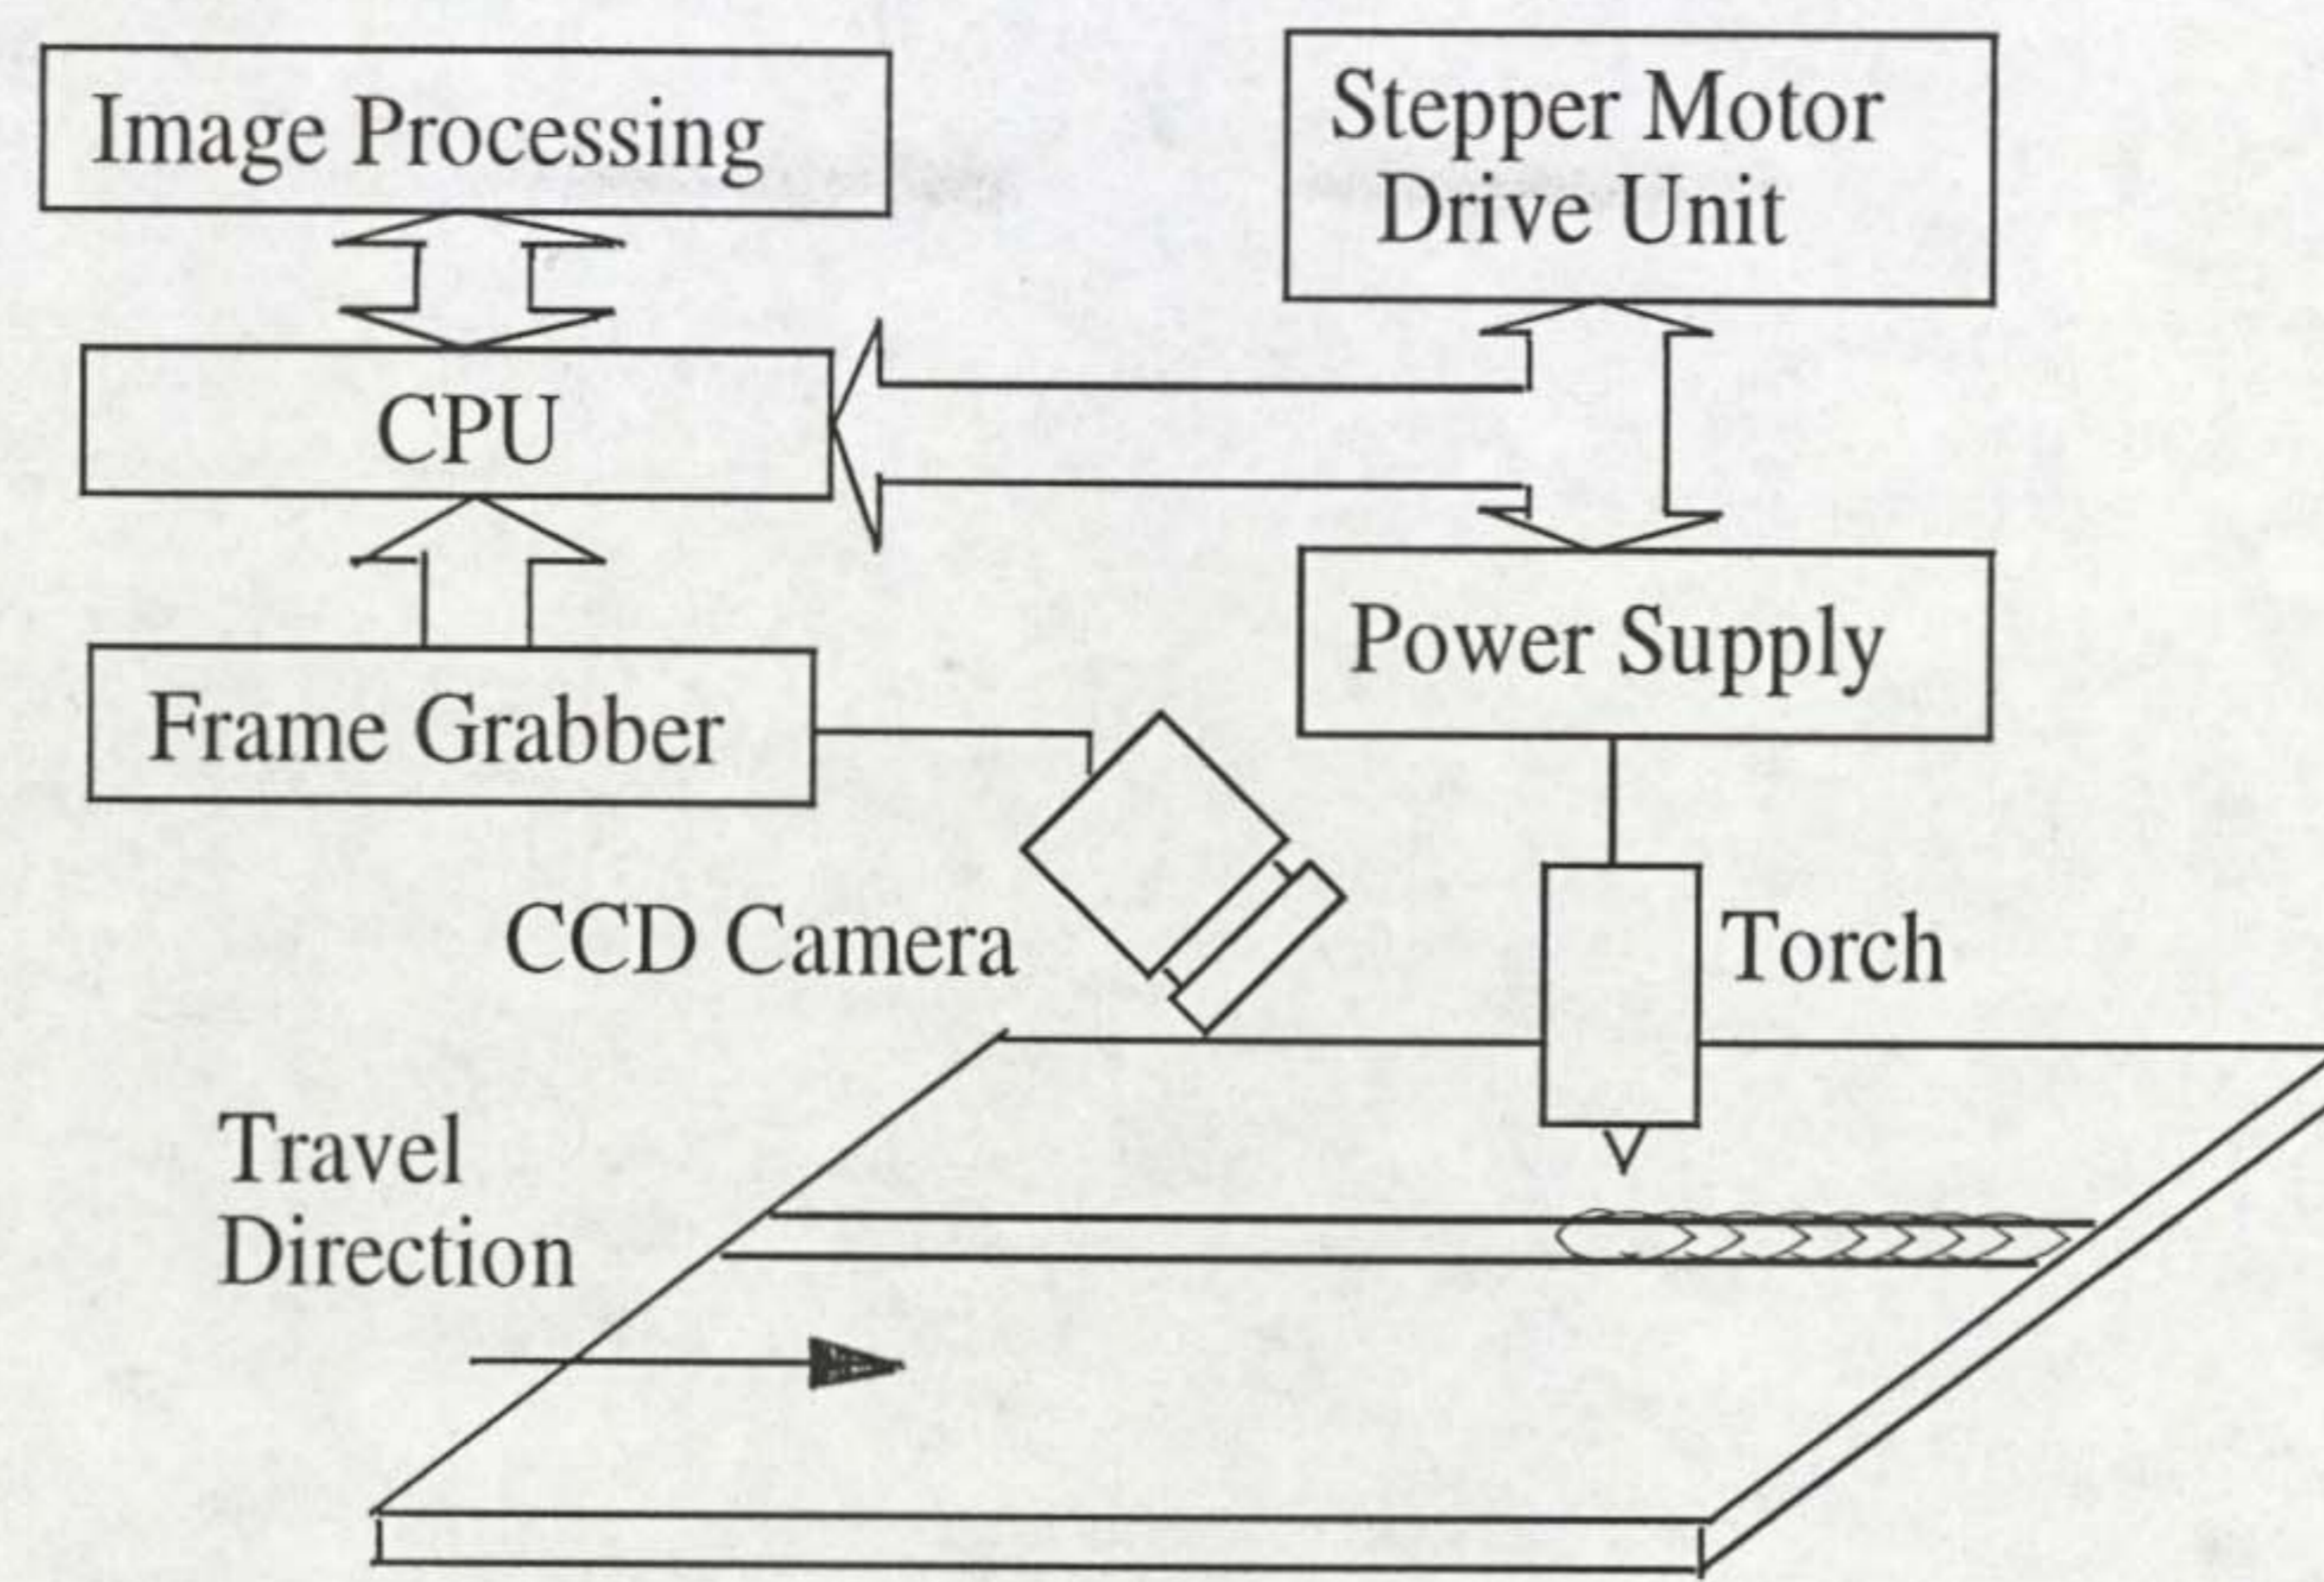 Image Processing
Stepper Motor
Drive Unit
CPU
Power Supply
Frame Grabber
CCD Camera
Torch
Travel
Direction